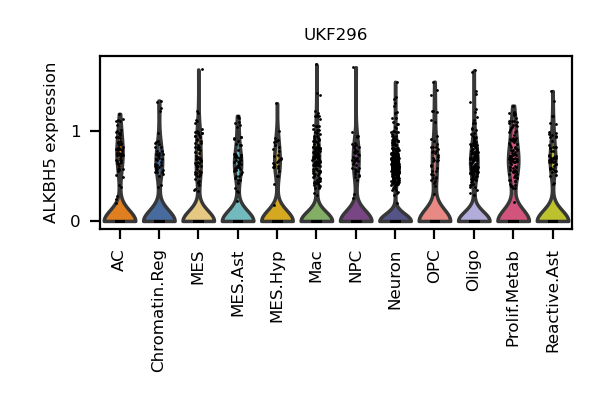 UKF296
ALKBH5 expression
1
0
AC
Chromatin.Reg
MES
MES.Ast
MES.Hyp
Mac
NPC
Neuron
OPC
Oligo
Prolif.Metab
Reactive.Ast